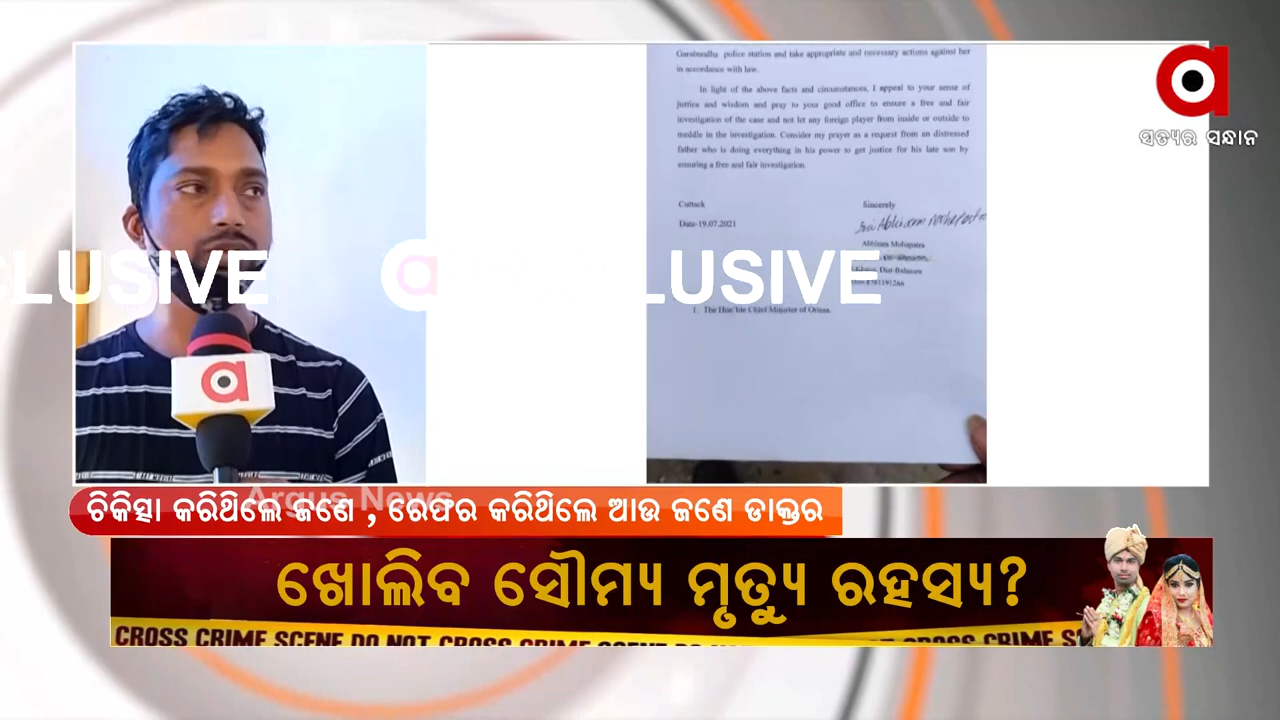 Garabandha police station and take appropriate and necessary actions against her
in accordance with law.
In light of the above facts and circumstances, I appeal to your sense of
justice and wisdom and pray to your good office to ensure a free and fair
investigation of the case and not let any foreign player from inside or outside to
meddle in the investigation. Consider my prayer as a request from an distressed
father who is doing everything in his power to get justice for his late son by
ensuring a free and fair investigation.
ସତ୍ୟର ସନ୍ଧାନ
Cuttack
Sincerely
Date-19.07.2021
Abhiram Mohapatra
Dist-Balasore
CLUSIVE
LUSIVE
1. The Hon'ble Chief Minister of Orissa.
Argus News
ଚିକିତ୍ସା କରିଥିଲେ ଜଣେ , ରେଫର କରିଥିଲେ ଆଉ ଜଣେ ଡାକ୍ତର
ଖୋଲିବ ସୌମ୍ୟ ମୃତ୍ୟୁ ରହସ୍ୟ?
CROSS CRIME SCENE DO NOT CROSS CRIME SCENE DO NOT CROSS CRIME